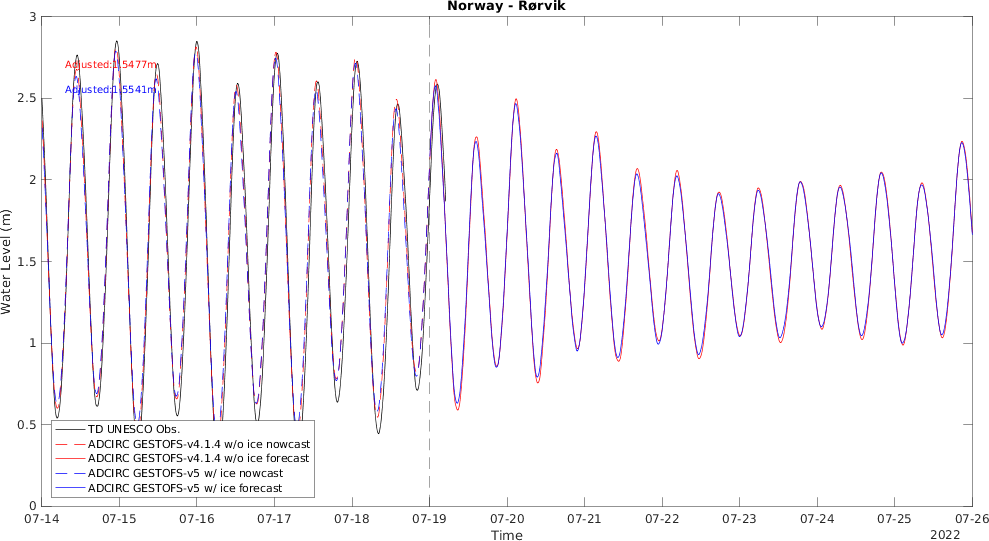 Norway - Rørvik
3
2.5
2
1.5
1
0.5
0
Water Level (m)
Adjusted:1.5477m
Adjusted:1.5541m
TD UNESCO Obs.
ADCIRC GESTOFS-v4.1.4 w/o ice nowcast
ADCIRC GESTOFS-v4.1.4 w/o ice forecast
ADCIRC GESTOFS-v5 w/ ice nowcast
ADCIRC GESTOFS-v5 w/ ice forecast
07-14 07-15 07-16 07-17 07-18 07-19 07-20 07-21 07-22 07-23 07-24 07-25 07-26
Time
2022